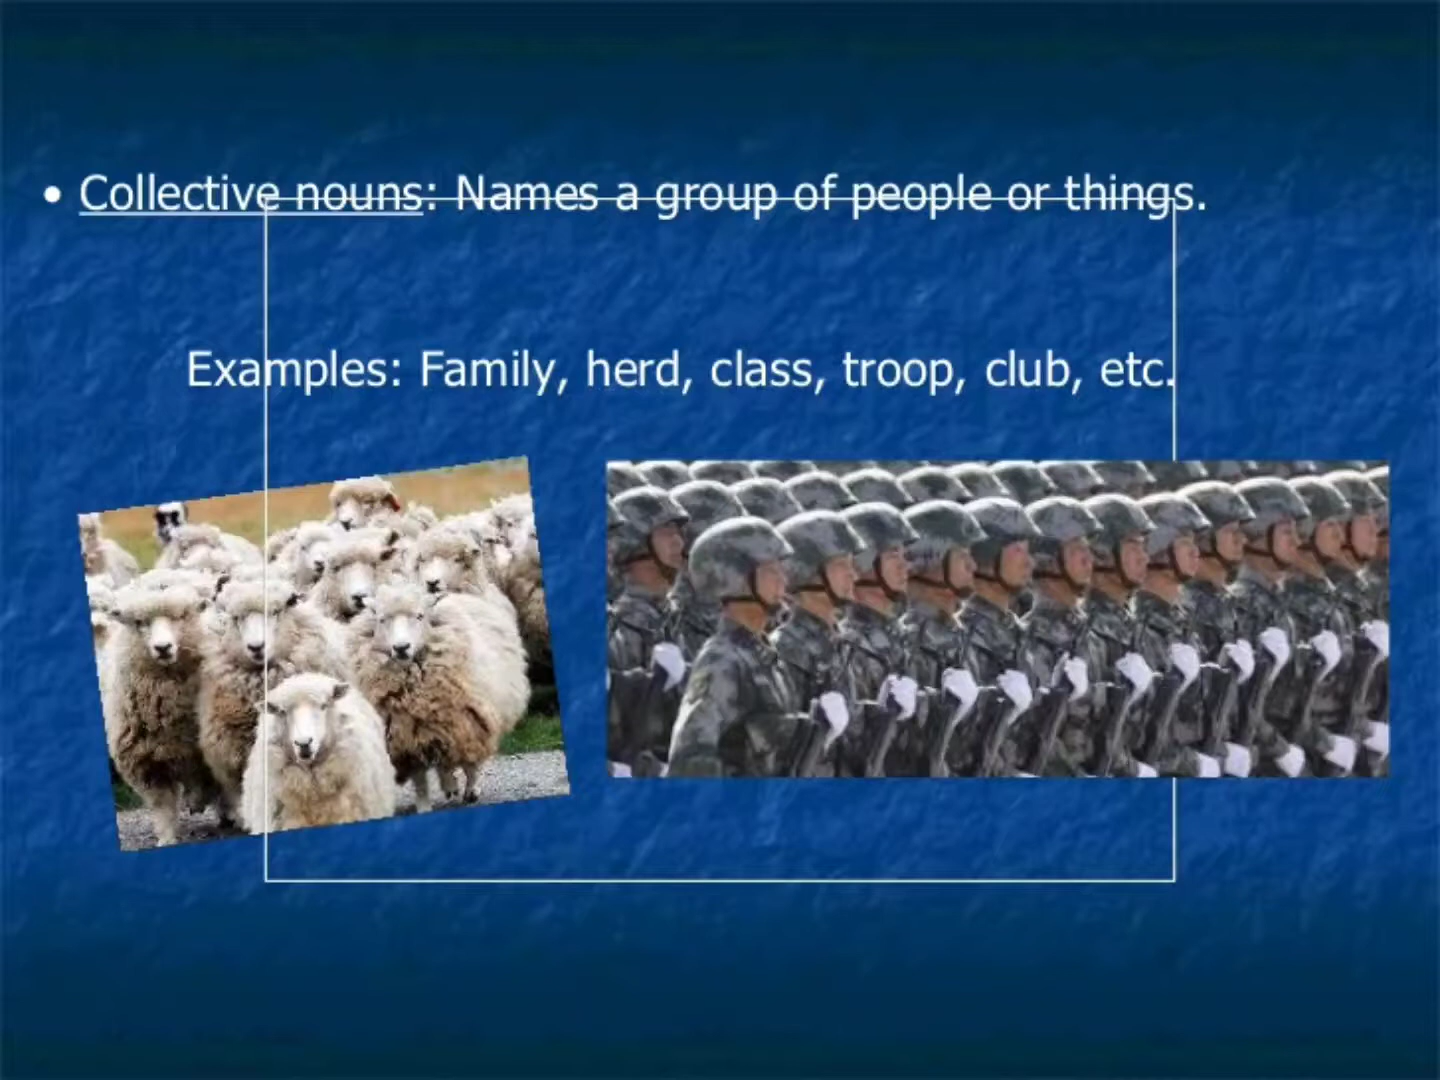 • Collective nouns: Names a group of people or things.
Examples: Family, herd, class, troop, club, etc.